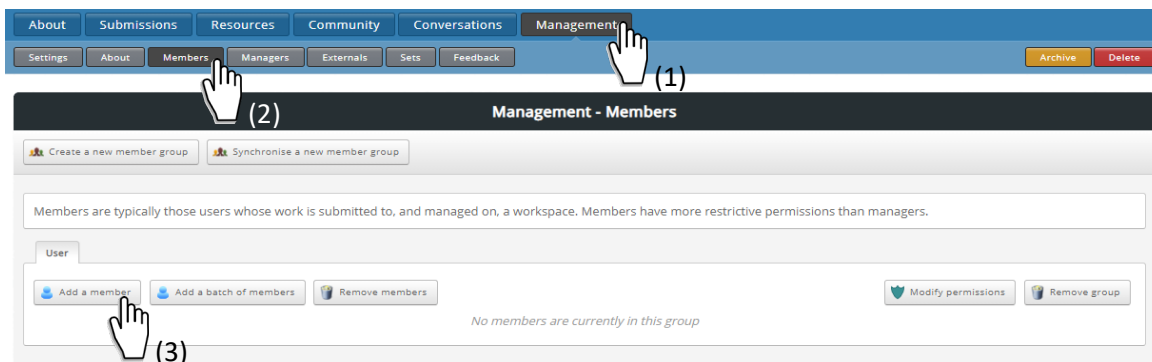 About Submissions Resources Community Conversations Management
(1)
Settings About Members Managers Externals Sets Feedback Archive Delete
(2)
Management - Members
Create a new member group Synchronise a new member group
Members are typically those users whose work is submitted to, and managed on, a workspace. Members have more restrictive permissions than managers.
User
Add a member Add a batch of members Remove members Modify permissions Remove group
No members are currently in this group
(3)